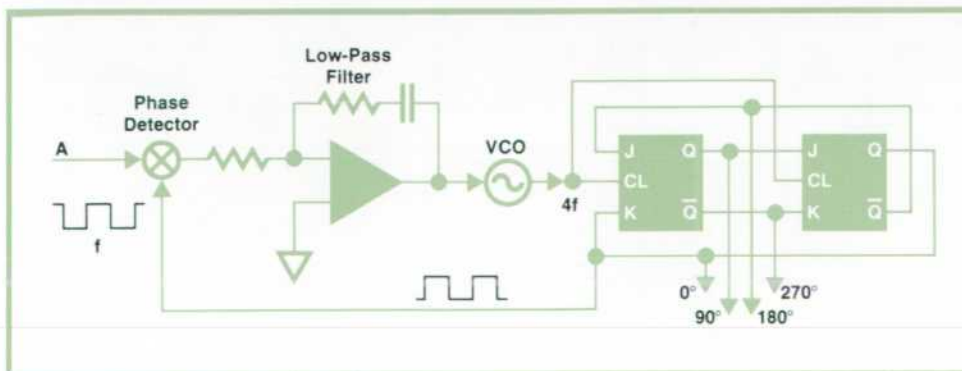 Low-Pass
Filter
Phase
Detector
A
VCO
f
4f
J Q
CL
K Q̅
J Q
CL
K Q̅
0°
90°
180°
270°